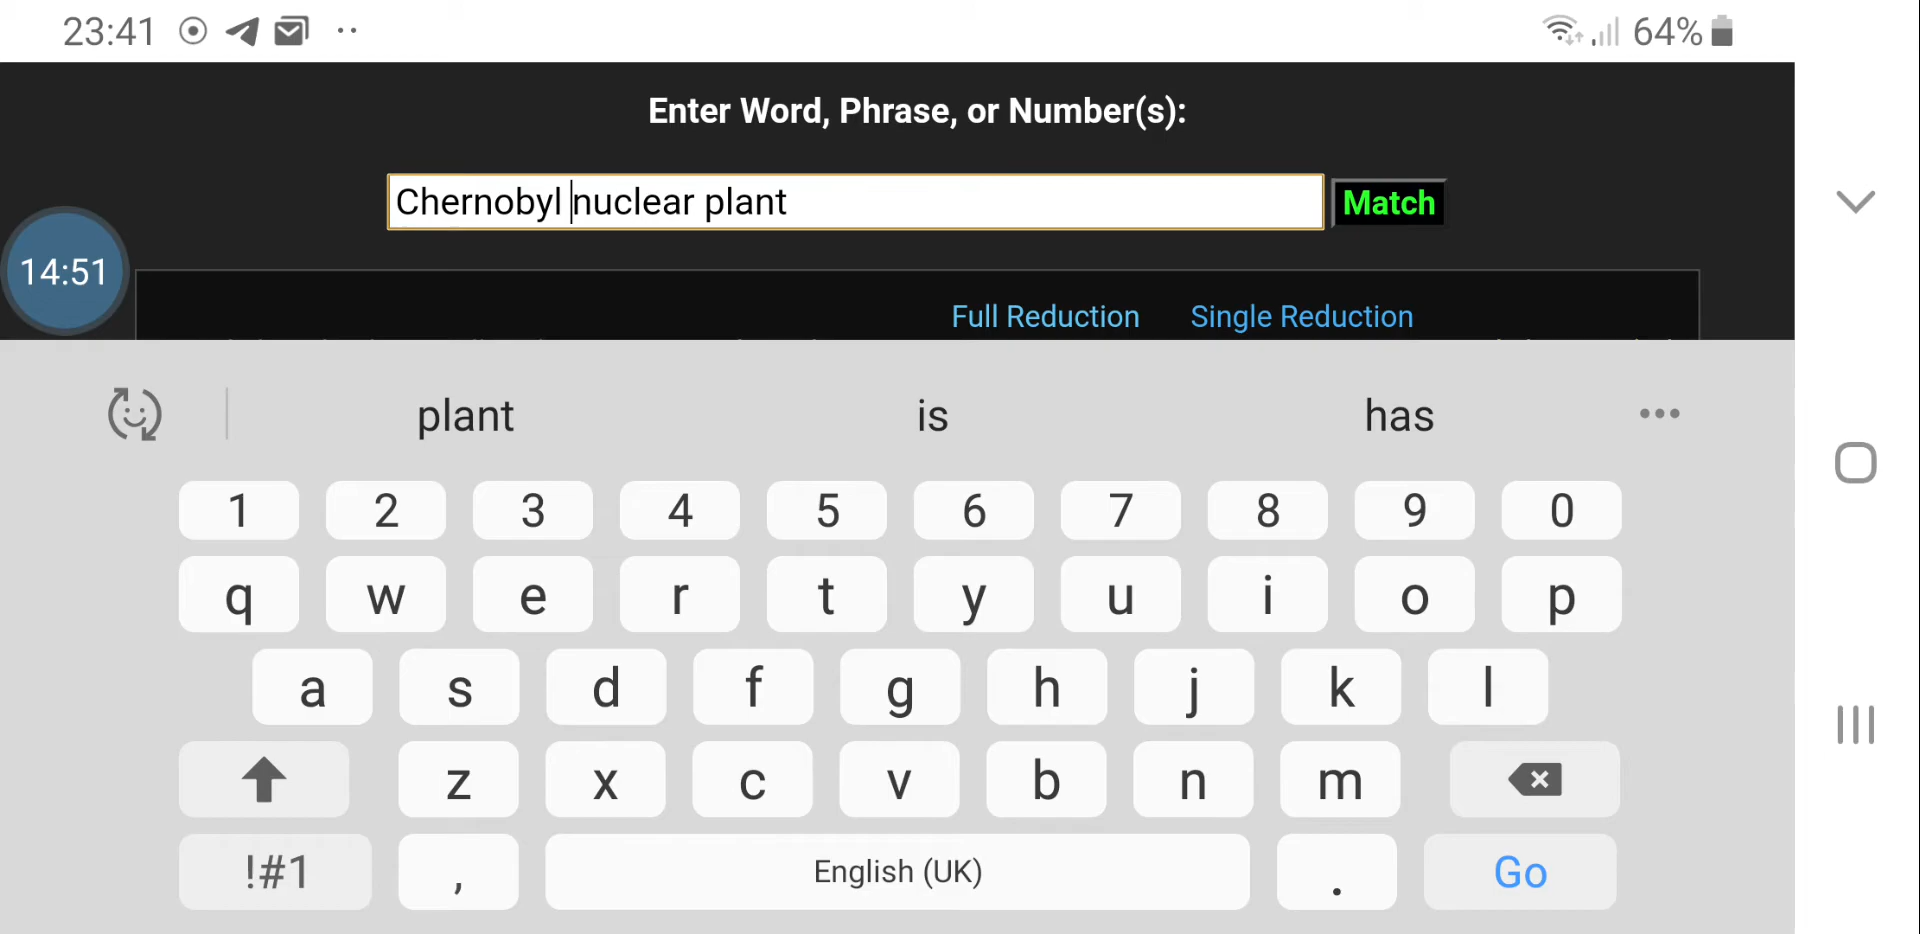 23:41
64%
Enter Word, Phrase, or Number(s):
Chernobyl nuclear plant
Match
14:51
Full Reduction Single Reduction
plant is has
1 2 3 4 5 6 7 8 9 0
q w e r t y u i o p
a s d f g h j k l
z x c v b n m
!#1 , English (UK) . Go